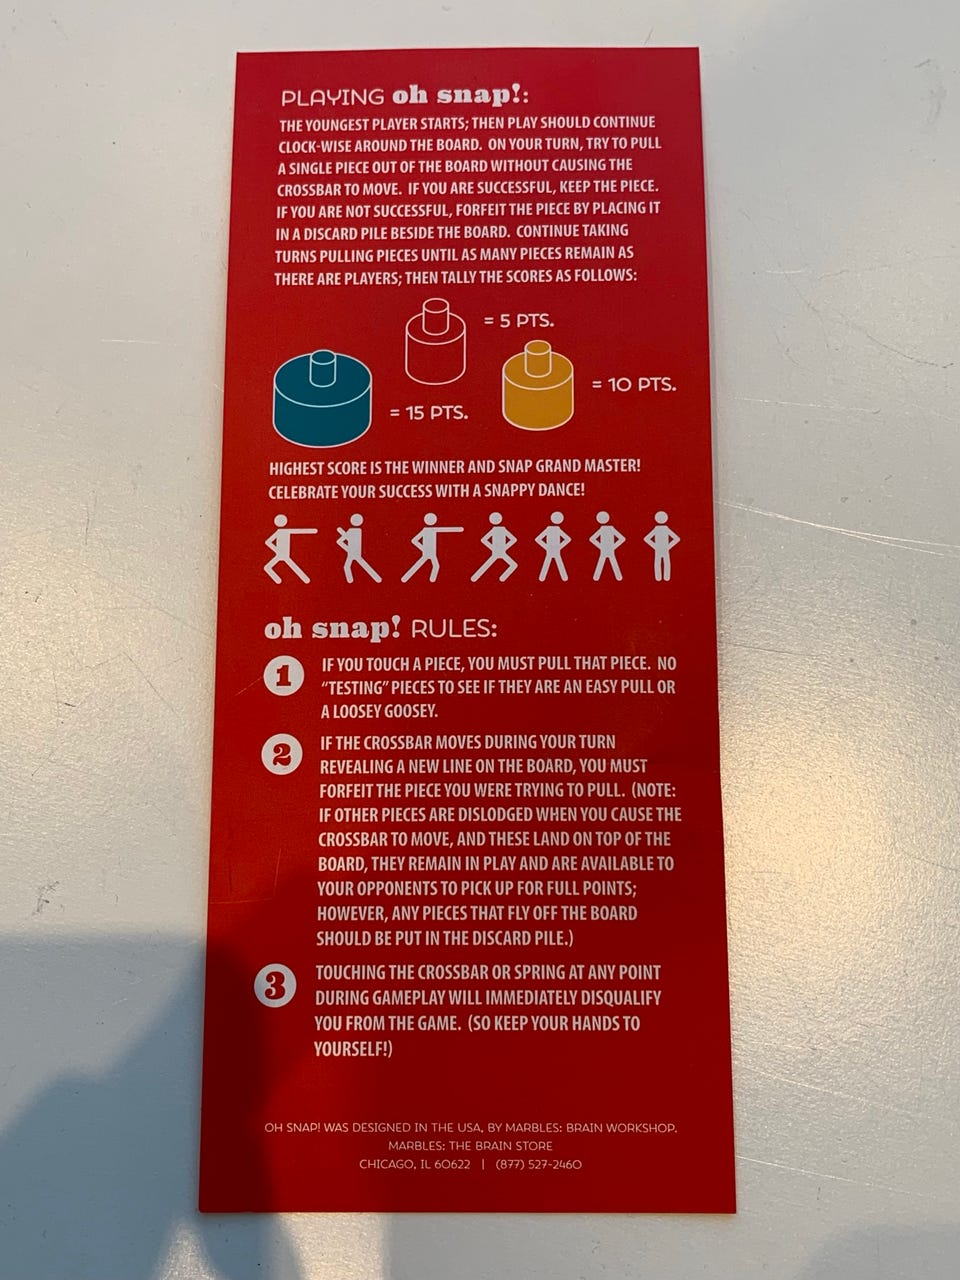 PLAYING oh snap!:
THE YOUNGEST PLAYER STARTS; THEN PLAY SHOULD CONTINUE
CLOCK-WISE AROUND THE BOARD. ON YOUR TURN, TRY TO PULL
A SINGLE PIECE OUT OF THE BOARD WITHOUT CAUSING THE
CROSSBAR TO MOVE. IF YOU ARE SUCCESSFUL, KEEP THE PIECE.
IF YOU ARE NOT SUCCESSFUL, FORFEIT THE PIECE BY PLACING IT
IN A DISCARD PILE BESIDE THE BOARD. CONTINUE TAKING
TURNS PULLING PIECES UNTIL AS MANY PIECES REMAIN AS
THERE ARE PLAYERS; THEN TALLY THE SCORES AS FOLLOWS:
= 5 PTS.
= 10 PTS.
= 15 PTS.
HIGHEST SCORE IS THE WINNER AND SNAP GRAND MASTER!
CELEBRATE YOUR SUCCESS WITH A SNAPPY DANCE!
oh snap! RULES:
1 IF YOU TOUCH A PIECE, YOU MUST PULL THAT PIECE. NO
"TESTING" PIECES TO SEE IF THEY ARE AN EASY PULL OR
A LOOSEY GOOSEY.
2 IF THE CROSSBAR MOVES DURING YOUR TURN
REVEALING A NEW LINE ON THE BOARD, YOU MUST
FORFEIT THE PIECE YOU WERE TRYING TO PULL. (NOTE:
IF OTHER PIECES ARE DISLODGED WHEN YOU CAUSE THE
CROSSBAR TO MOVE, AND THESE LAND ON TOP OF THE
BOARD, THEY REMAIN IN PLAY AND ARE AVAILABLE TO
YOUR OPPONENTS TO PICK UP FOR FULL POINTS;
HOWEVER, ANY PIECES THAT FLY OFF THE BOARD
SHOULD BE PUT IN THE DISCARD PILE.)
3 TOUCHING THE CROSSBAR OR SPRING AT ANY POINT
DURING GAMEPLAY WILL IMMEDIATELY DISQUALIFY
YOU FROM THE GAME. (SO KEEP YOUR HANDS TO
YOURSELF!)
OH SNAP! WAS DESIGNED IN THE USA, BY MARBLES: BRAIN WORKSHOP.
MARBLES: THE BRAIN STORE
CHICAGO, IL 60622 | (877) 527-2460